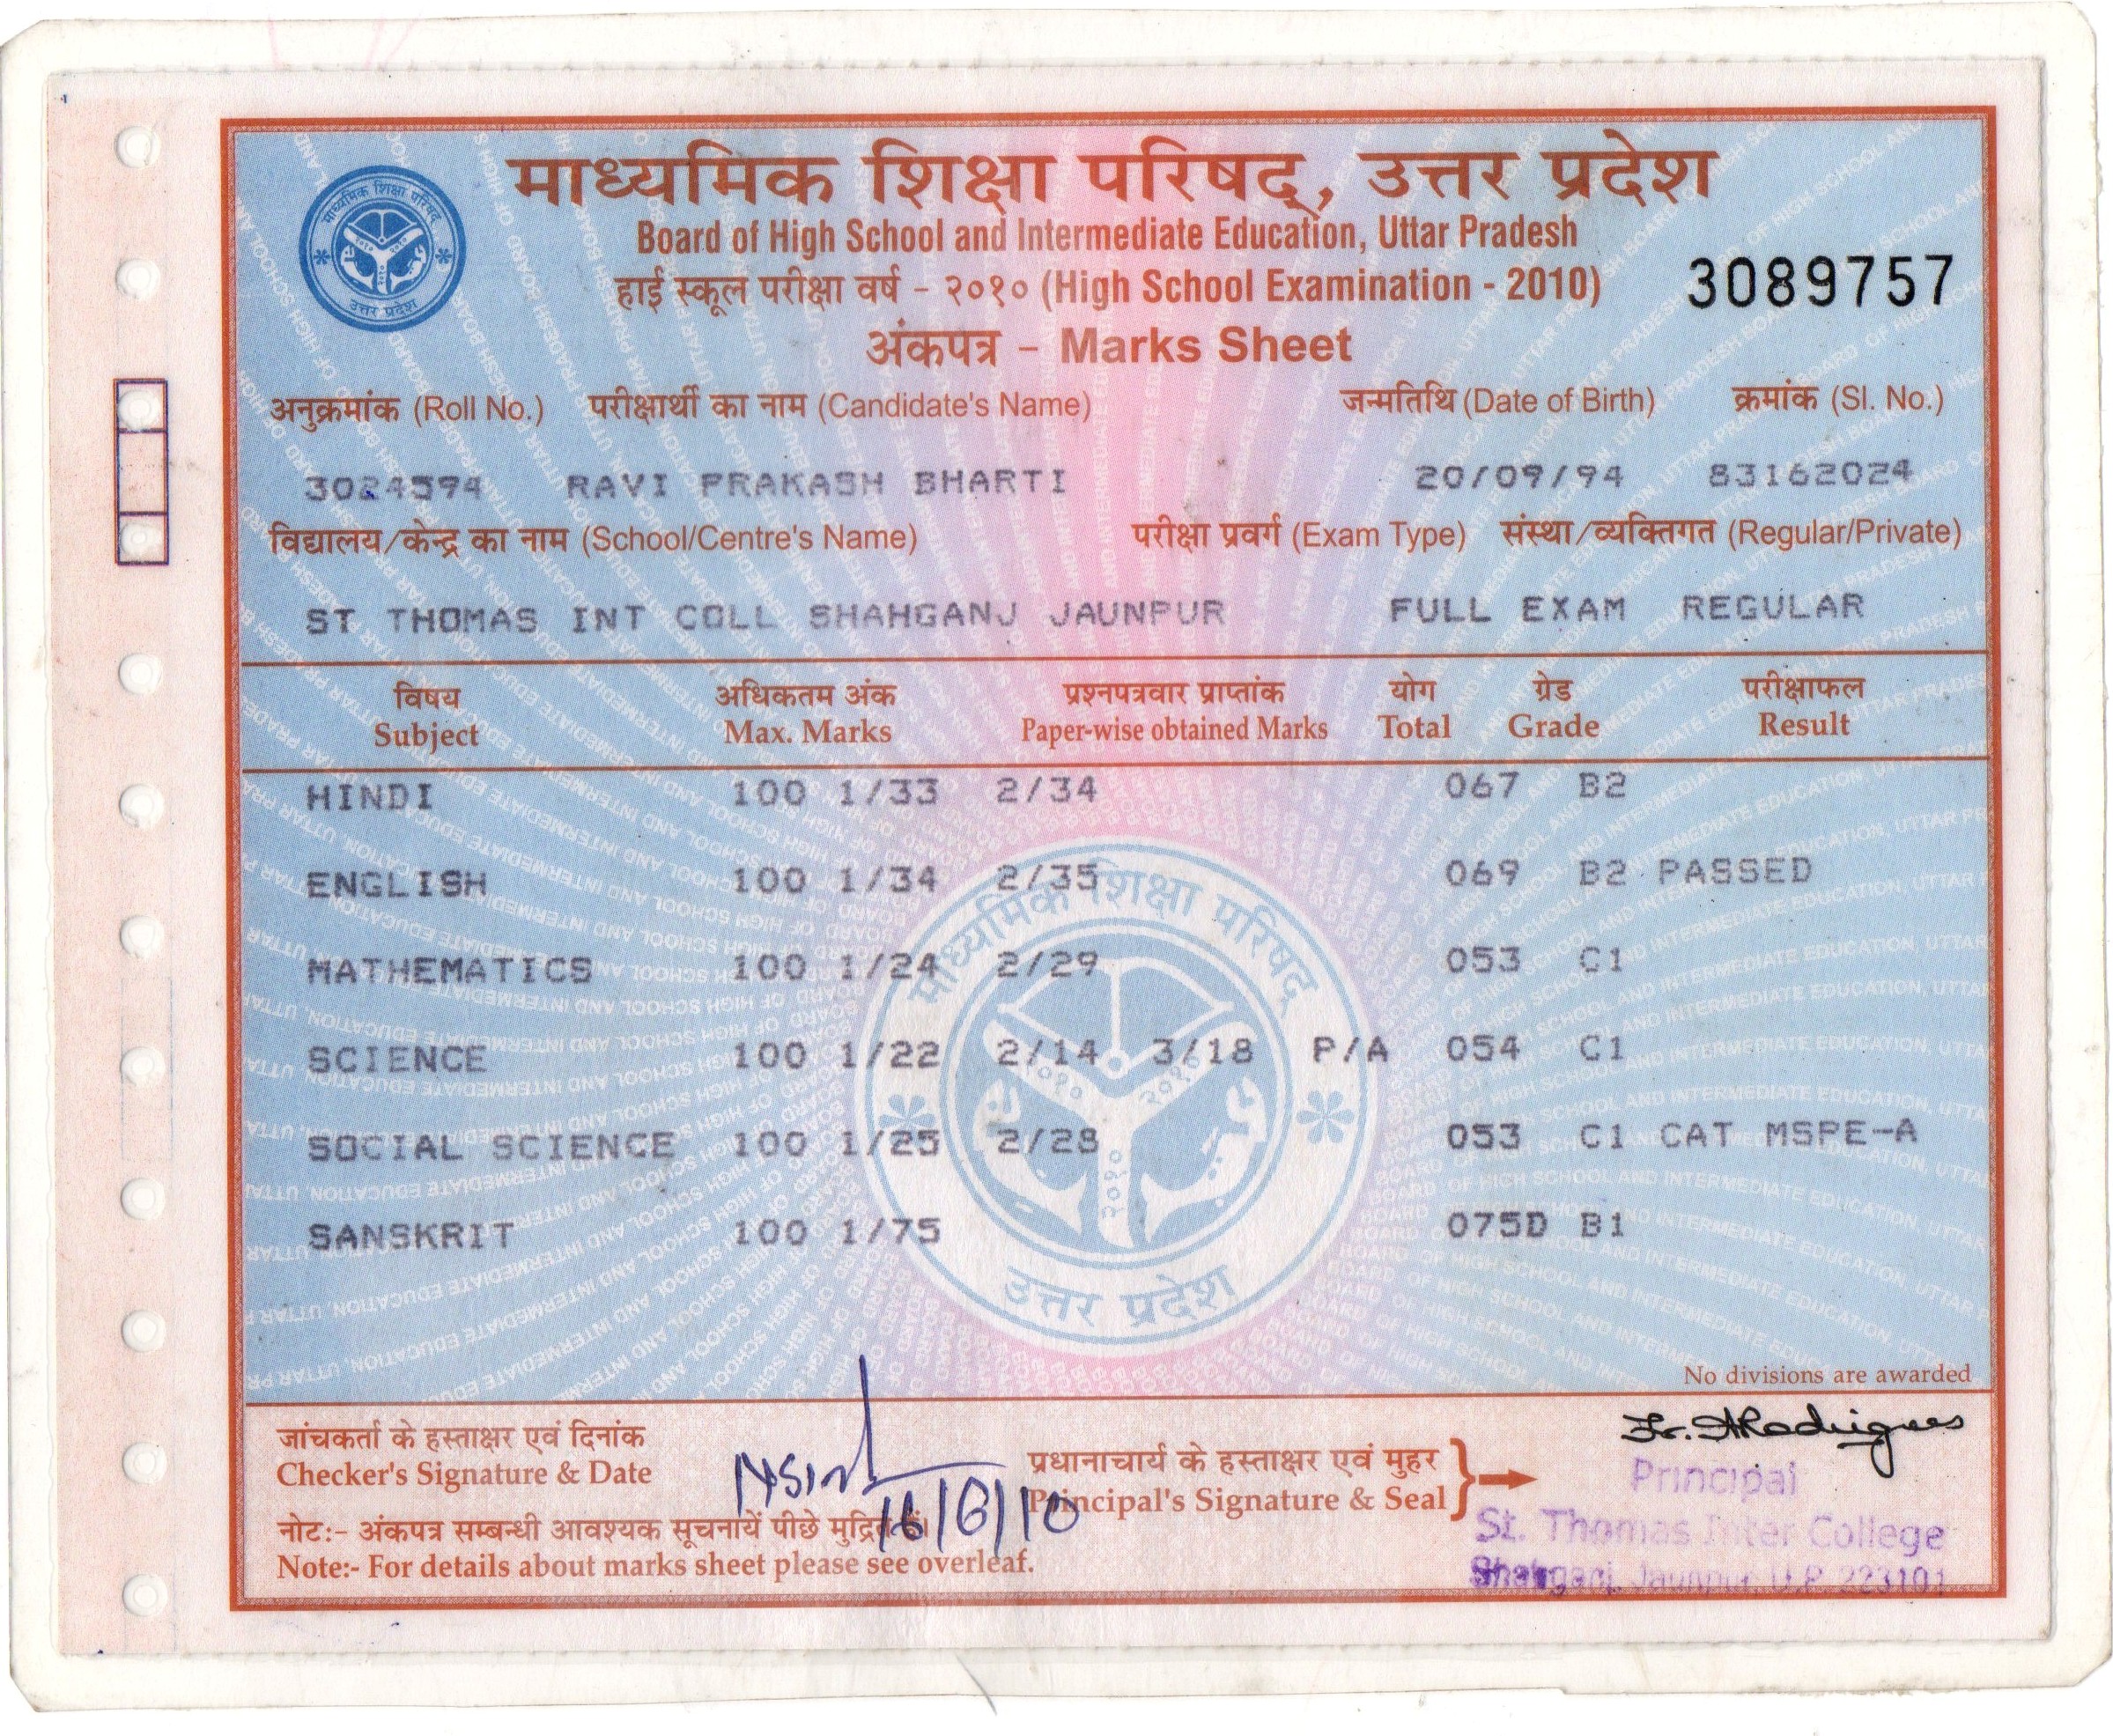 माध्यमिक शिक्षा परिषद्, उत्तर प्रदेश
Board of High School and Intermediate Education, Uttar Pradesh
हाई स्कूल परीक्षा वर्ष - २०१० (High School Examination - 2010)
3089757
अंकपत्र - Marks Sheet
अनुक्रमांक (Roll No.) परीक्षार्थी का नाम (Candidate's Name) जन्मतिथि (Date of Birth) क्रमांक (Sl. No.)
3024594 RAVI PRAKASH BHARTI 20/09/94 83162024
विद्यालय/केन्द्र का नाम (School/Centre's Name) परीक्षा प्रवर्ग (Exam Type) संस्था/व्यक्तिगत (Regular/Private)
ST THOMAS INT COLL SHAHGANJ JAUNPUR FULL EXAM REGULAR
विषय अधिकतम अंक प्रश्नपत्रवार प्राप्तांक योग ग्रेड परीक्षाफल
Subject Max. Marks Paper-wise obtained Marks Total Grade Result
HINDI 100 1/33 2/34 067 B2
ENGLISH 100 1/34 2/35 069 B2 PASSED
MATHEMATICS 100 1/24 2/29 053 C1
SCIENCE 100 1/22 2/14 3/18 P/A 054 C1
SOCIAL SCIENCE 100 1/25 2/28 053 C1 CAT MSPE-A
SANSKRIT 100 1/75 075D B1
माध्यमिक शिक्षा परिषद्
उत्तर प्रदेश
No divisions are awarded
जांचकर्ता के हस्ताक्षर एवं दिनांक
Checker's Signature & Date
16/6/10
प्रधानाचार्य के हस्ताक्षर एवं मुहर
Principal's Signature & Seal
Fr. ARodrigues
Principal
St. Thomas Inter College
Shahganj, Jaunpur, U.P. 223101
नोट:- अंकपत्र सम्बन्धी आवश्यक सूचनायें पीछे मुद्रित हैं।
Note:- For details about marks sheet please see overleaf.